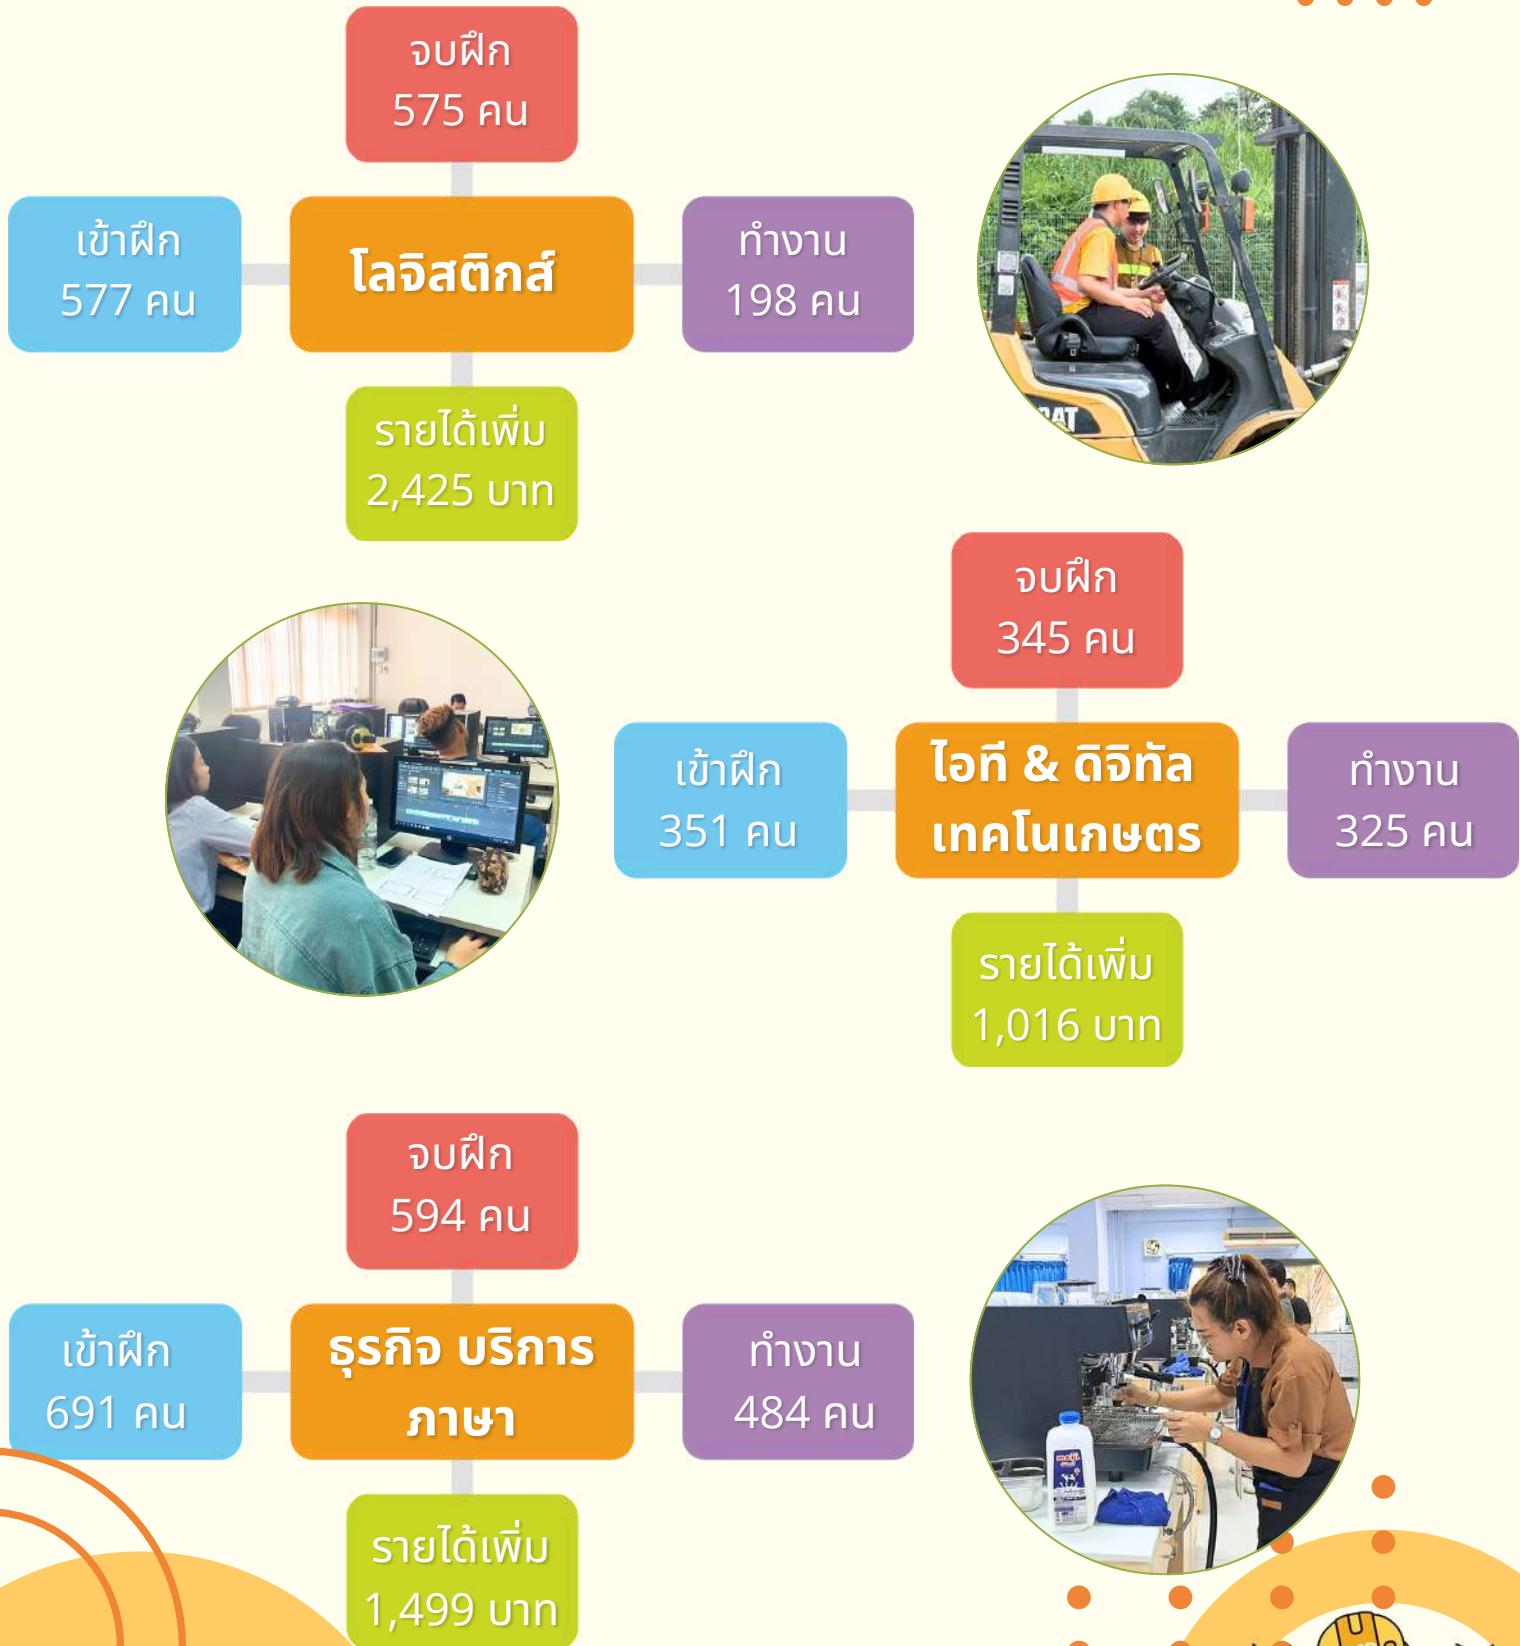 จบฝึก
575 คน
เข้าฝึก
577 คน
โลจิสติกส์
ทำงาน
198 คน
รายได้เพิ่ม
2,425 บาท
จบฝึก
345 คน
เข้าฝึก
351 คน
ไอที & ดิจิทัล
เทคโนเกษตร
ทำงาน
325 คน
รายได้เพิ่ม
1,016 บาท
จบฝึก
594 คน
เข้าฝึก
691 คน
ธุรกิจ บริการ
ภาษา
ทำงาน
484 คน
รายได้เพิ่ม
1,499 บาท